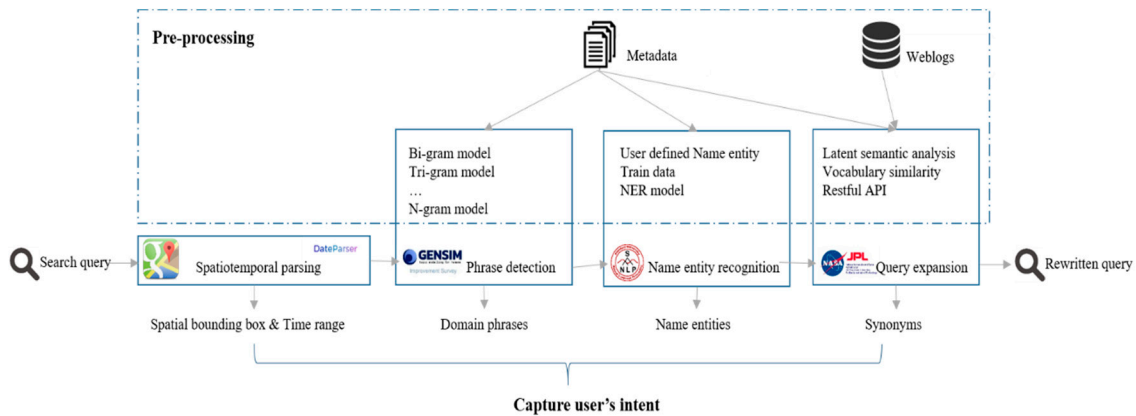 Pre-processing
Metadata
Weblogs
Bi-gram model
Tri-gram model
…
N-gram model
User defined Name entity
Train data
NER model
Latent semantic analysis
Vocabulary similarity
Restful API
Search query
DateParser
Spatiotemporal parsing
GENSIM
Improvement Survey
Phrase detection
S
NLP
Name entity recognition
NASA
JPL
Query expansion
Rewritten query
Spatial bounding box & Time range
Domain phrases
Name entities
Synonyms
Capture user's intent